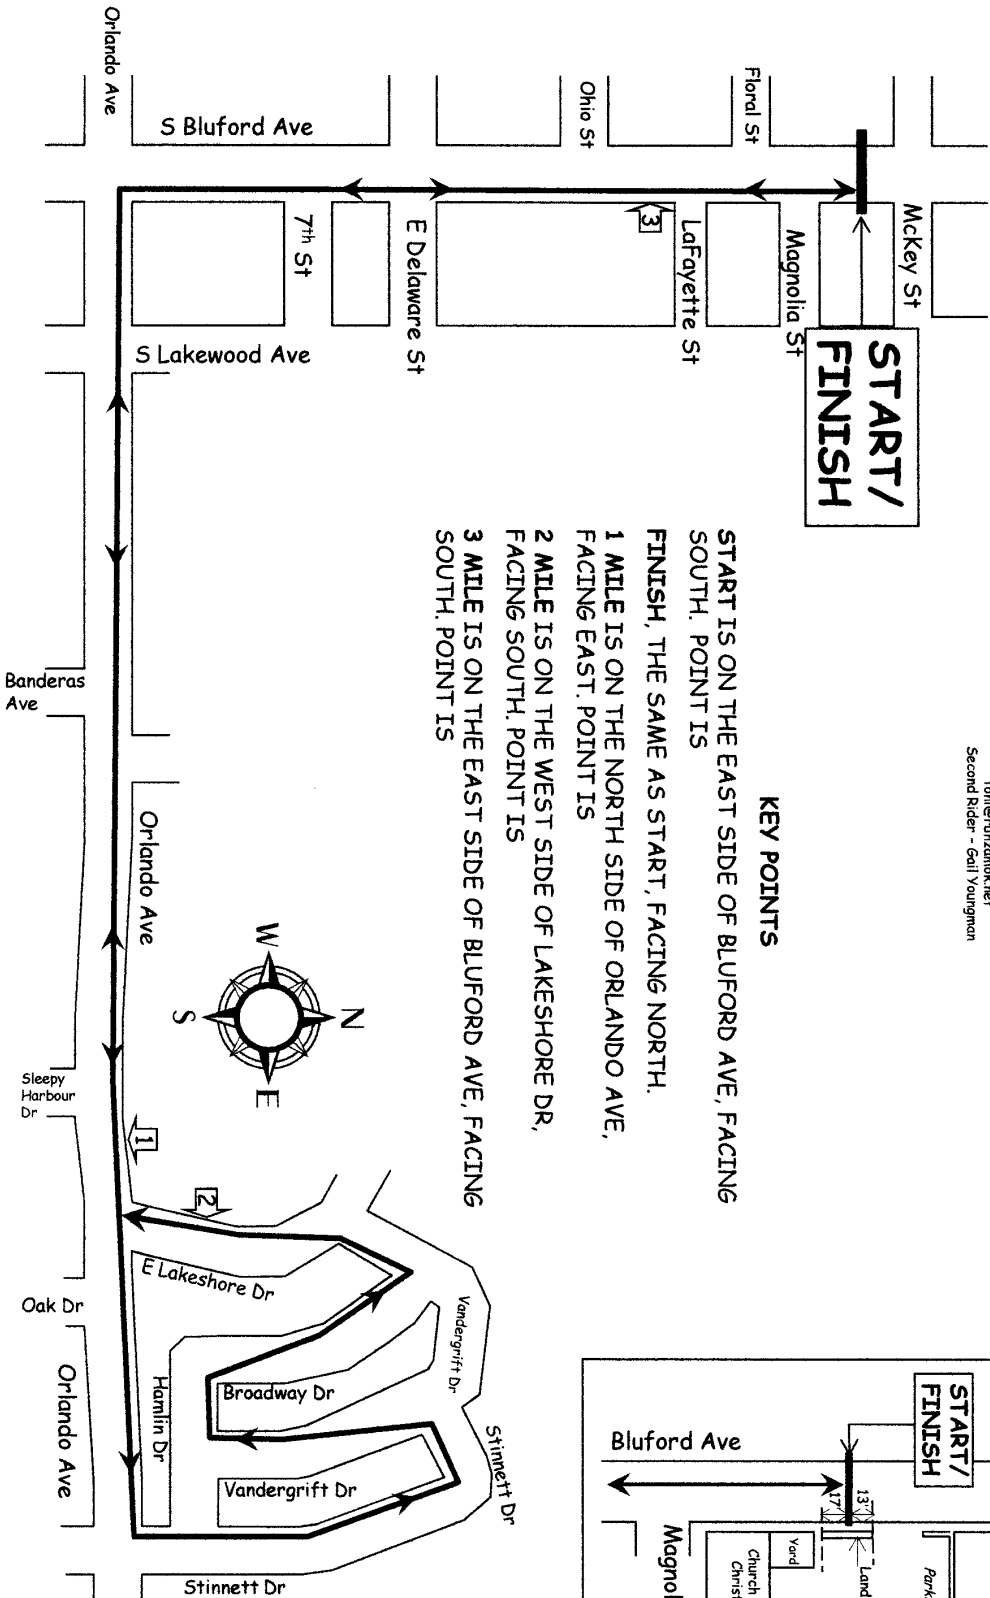 Orlando Ave
S Bluford Ave
Ohio St
Floral St
McKey St
Magnolia St
LaFayette St
3
E Delaware St
7th St
S Lakewood Ave
START/
FINISH
KEY POINTS
START IS ON THE EAST SIDE OF BLUFORD AVE, FACING
SOUTH. POINT IS
FINISH, THE SAME AS START, FACING NORTH.
1 MILE IS ON THE NORTH SIDE OF ORLANDO AVE,
FACING EAST. POINT IS
2 MILE IS ON THE WEST SIDE OF LAKESHORE DR,
FACING SOUTH. POINT IS
3 MILE IS ON THE EAST SIDE OF BLUFORD AVE, FACING
SOUTH. POINT IS
Second Rider - Gail Youngman
Banderas
Ave
Orlando Ave
W
N
S
E
Sleepy
Harbour
Dr
1
2
E Lakeshore Dr
Oak Dr
Orlando Ave
Hamlin Dr
Broadway Dr
Vandergrift Dr
Vandergrift Dr
Stinnett Dr
Stinnett Dr
START/
FINISH
Bluford Ave
17'
13'
Yard
Church
Christ
Land
Park
Magnol